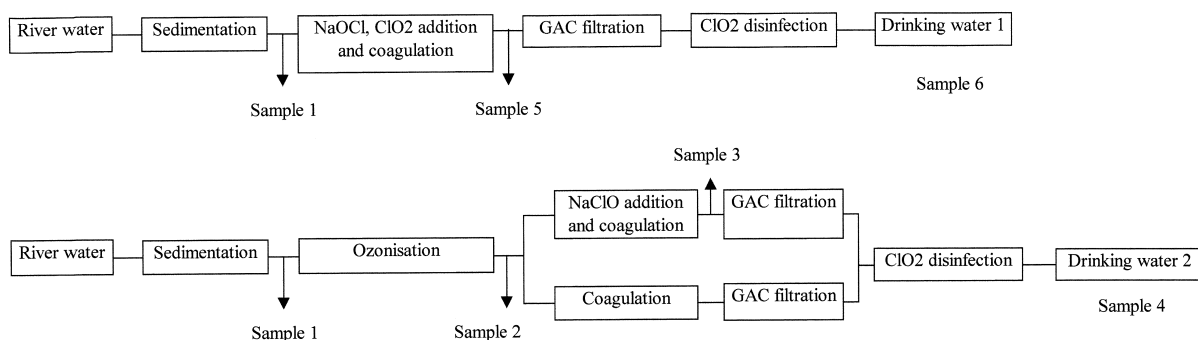 River water
Sedimentation
NaOCl, ClO2 addition
and coagulation
GAC filtration
ClO2 disinfection
Drinking water 1
Sample 1
Sample 5
Sample 6
Sample 3
River water
Sedimentation
Ozonisation
NaClO addition
and coagulation
GAC filtration
Coagulation
GAC filtration
ClO2 disinfection
Drinking water 2
Sample 1
Sample 2
Sample 4